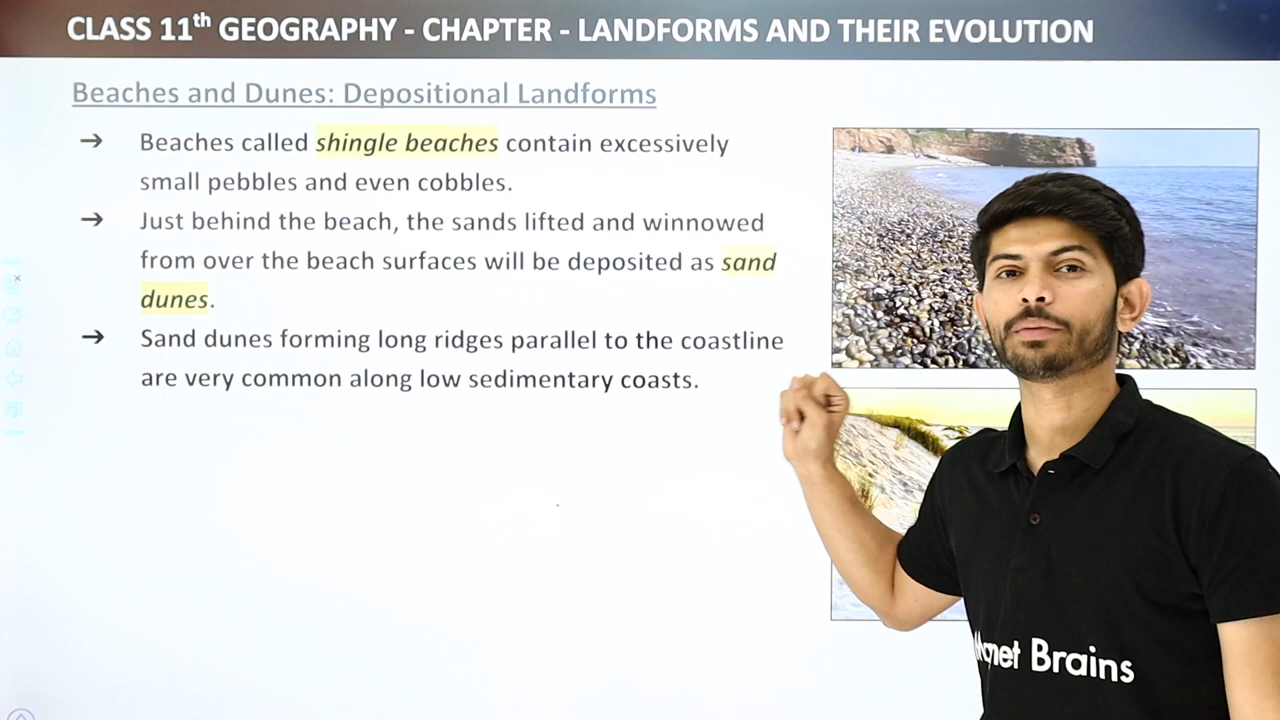 CLASS 11th GEOGRAPHY - CHAPTER - LANDFORMS AND THEIR EVOLUTION
Beaches and Dunes: Depositional Landforms
➔ Beaches called shingle beaches contain excessively
small pebbles and even cobbles.
➔ Just behind the beach, the sands lifted and winnowed
from over the beach surfaces will be deposited as sand
dunes.
➔ Sand dunes forming long ridges parallel to the coastline
are very common along low sedimentary coasts.
Brains